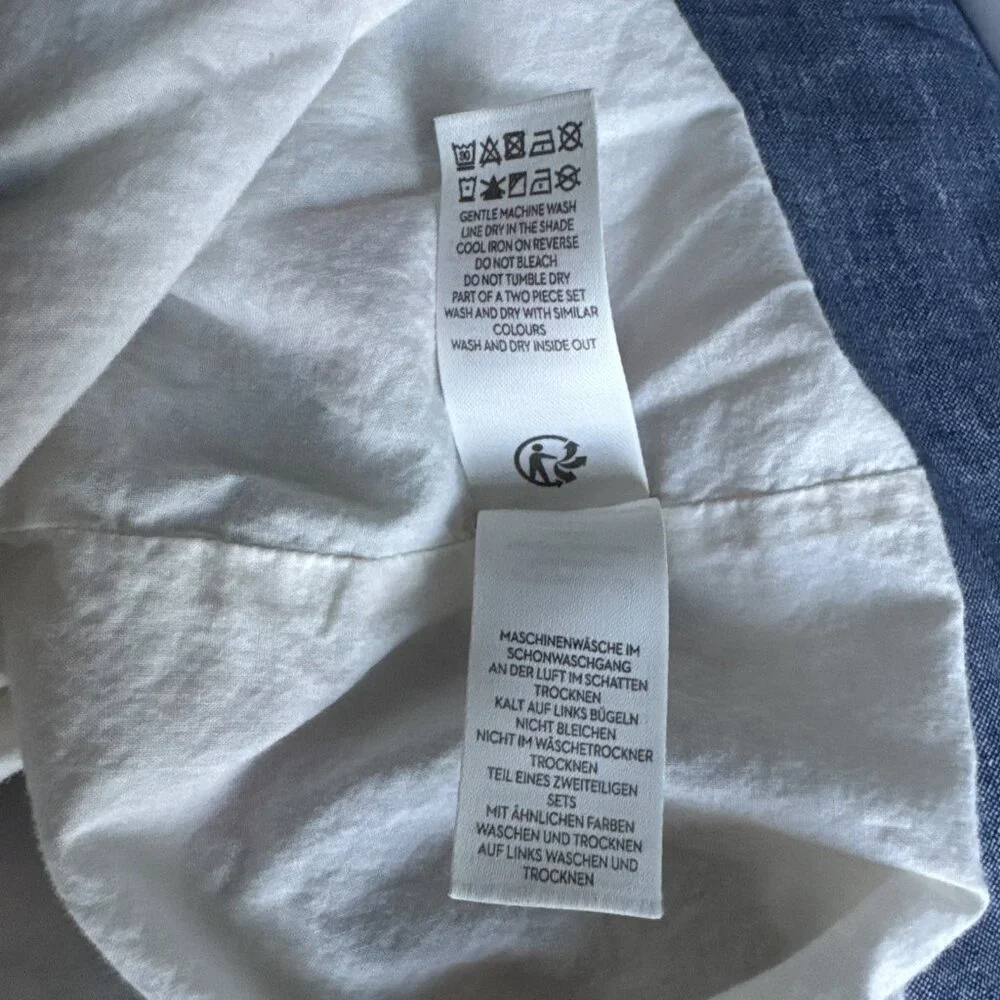 GENTLE MACHINE WASH
LINE DRY IN THE SHADE
COOL IRON ON REVERSE
DO NOT BLEACH
DO NOT TUMBLE DRY
PART OF A TWO PIECE SET
WASH AND DRY WITH SIMILAR
COLOURS
WASH AND DRY INSIDE OUT
MASCHINENWÄSCHE IM
SCHONWASCHGANG
AN DER LUFT IM SCHATTEN
TROCKNEN
KALT AUF LINKS BÜGELN
NICHT BLEICHEN
NICHT IM WÄSCHETROCKNER
TROCKNEN
TEIL EINES ZWEITEILIGEN
SETS
MIT ÄHNLICHEN FARBEN
WASCHEN UND TROCKNEN
AUF LINKS WASCHEN UND
TROCKNEN